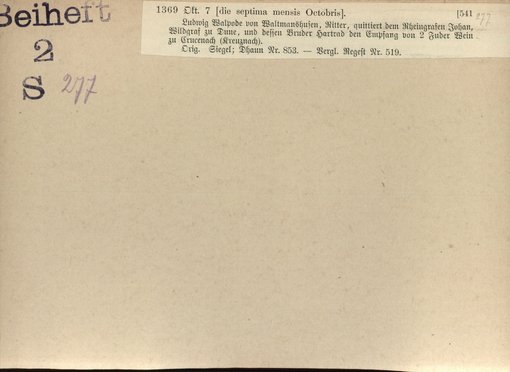 Beiheft
2
S 277
1369 Okt. 7 [die septima mensis Octobris]. [541
277
Ludwig Walpode von Waltmanshusen, Ritter, quittiert dem Rheingrafen Johan,
Wildgraf zu Dune, und dessen Bruder Hartrad den Empfang von 2 Fuder Wein
zu Crucenach (Kreuznach).
Orig. Siegel; Dhaun Nr. 853. — Vergl. Regest Nr. 519.